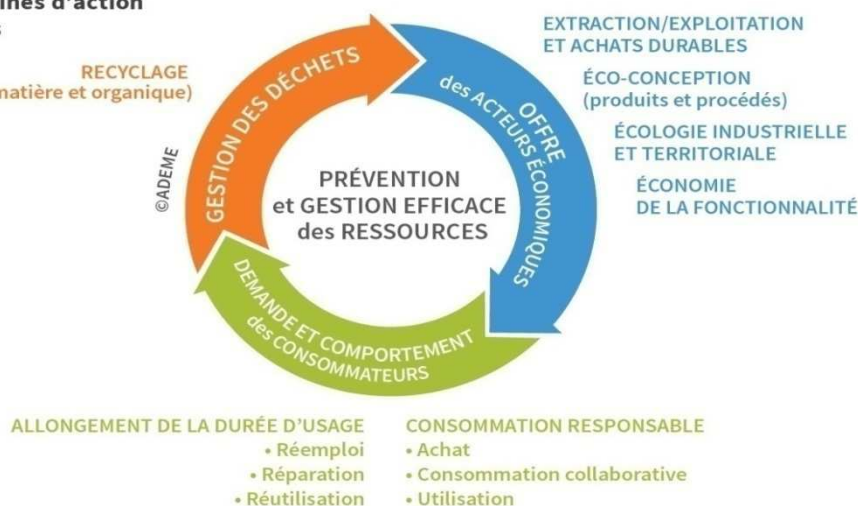 d'action
s
RECYCLAGE
matière et organique)
©ADEME
GESTION DES DÉCHETS
OFFRE
des ACTEURS ÉCONOMIQUES
EXTRACTION/EXPLOITATION
ET ACHATS DURABLES
ÉCO-CONCEPTION
(produits et procédés)
ÉCOLOGIE INDUSTRIELLE
ET TERRITORIALE
ÉCONOMIE
DE LA FONCTIONNALITÉ
PRÉVENTION
et GESTION EFFICACE
des RESSOURCES
DEMANDE ET COMPORTEMENT
des CONSOMMATEURS
ALLONGEMENT DE LA DURÉE D'USAGE
• Réemploi
• Réparation
• Réutilisation
CONSOMMATION RESPONSABLE
• Achat
• Consommation collaborative
• Utilisation